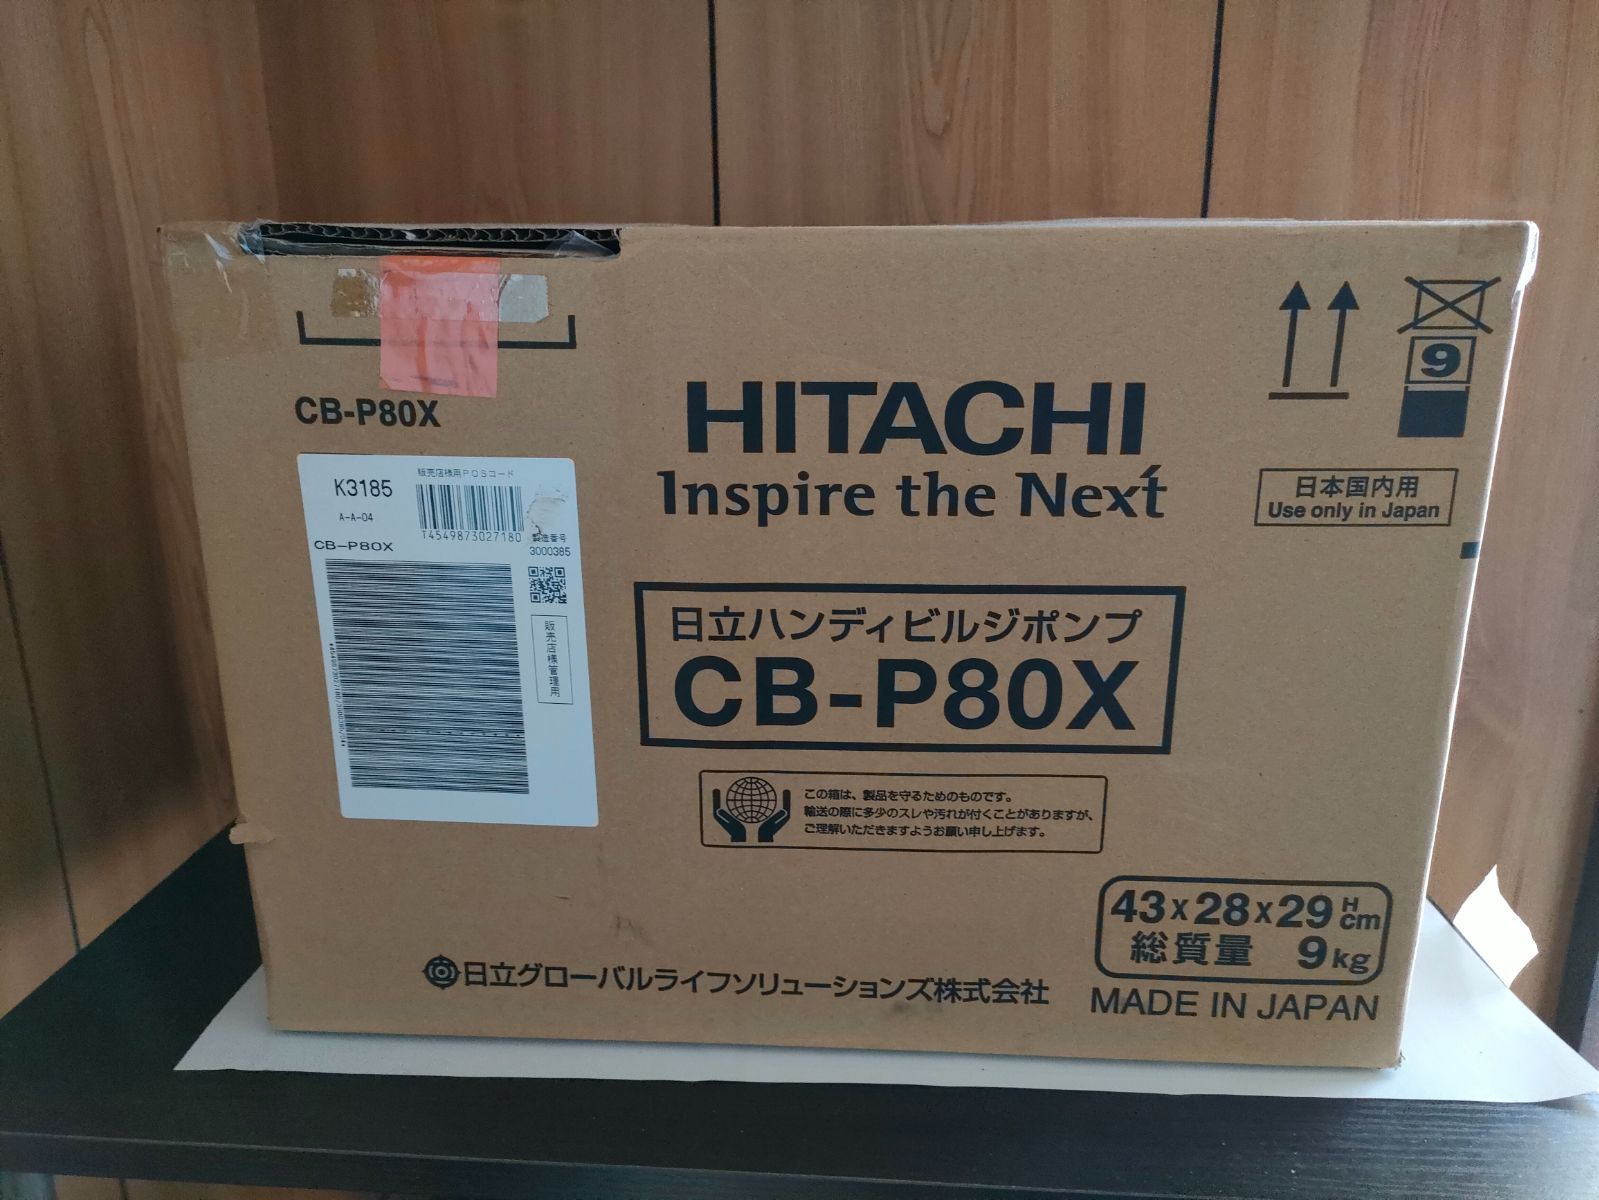 CB-P80X
K3185
販売店様用POSコード
A-A-04
T4549873027180
製造番号
3000385
CB-P80X
販売店様管理用
HITACHI
Inspire the Next
9
日本国内用
Use only in Japan
日立ハンディビルジポンプ
CB-P80X
この箱は、製品を守るためのものです。
輸送の際に多少のスレや汚れが付くことがありますが、
ご理解いただきますようお願い申し上げます。
43x28x29 H cm
総質量 9kg
日立グローバルライフソリューションズ株式会社
MADE IN JAPAN